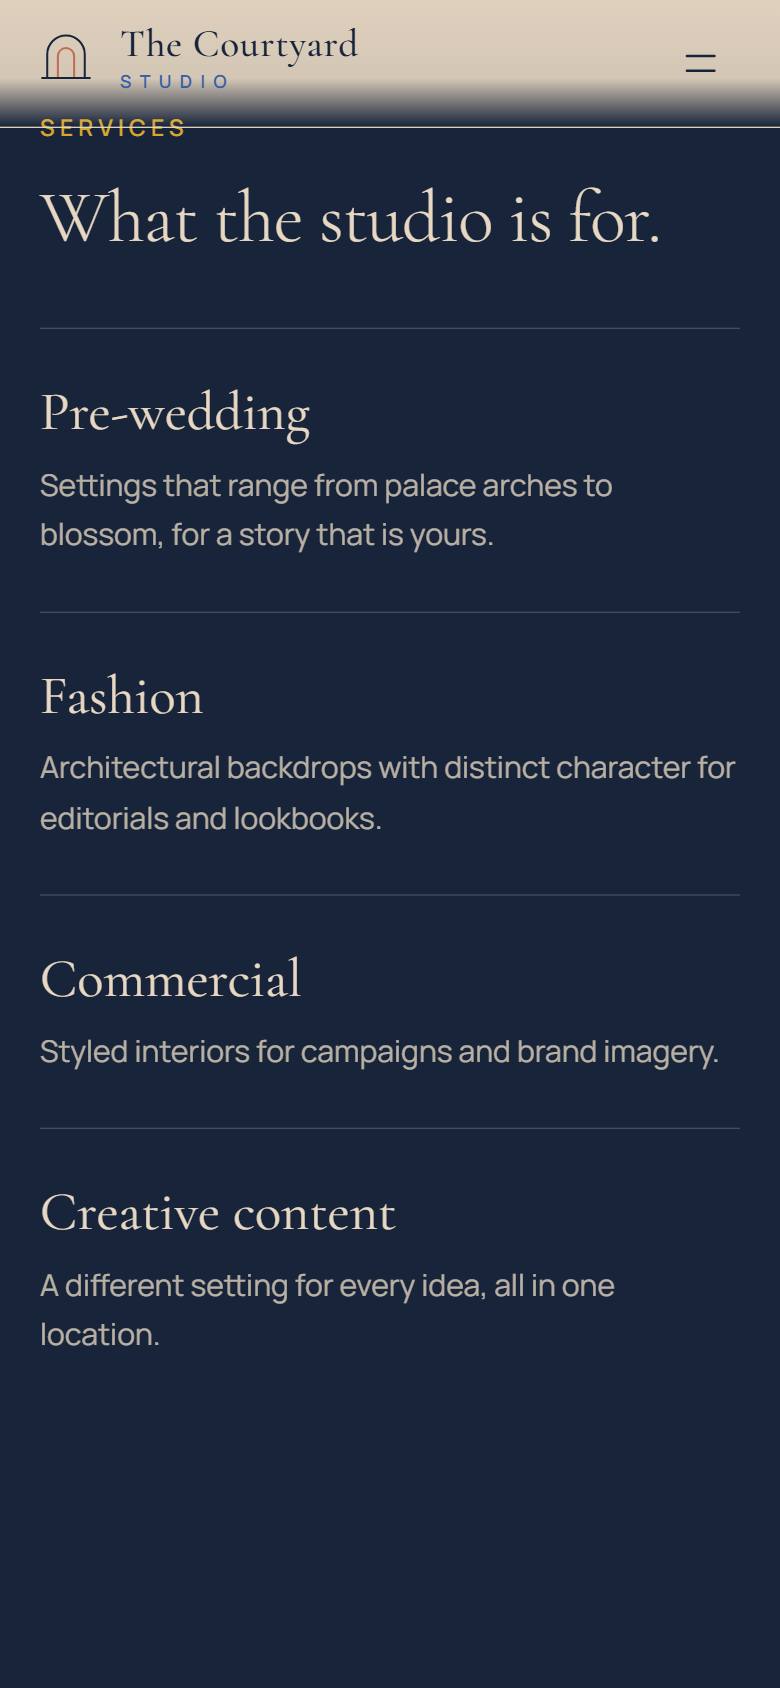 The Courtyard
STUDIO
SERVICES
What the studio is for.
Pre-wedding
Settings that range from palace arches to
blossom, for a story that is yours.
Fashion
Architectural backdrops with distinct character for
editorials and lookbooks.
Commercial
Styled interiors for campaigns and brand imagery.
Creative content
A different setting for every idea, all in one
location.